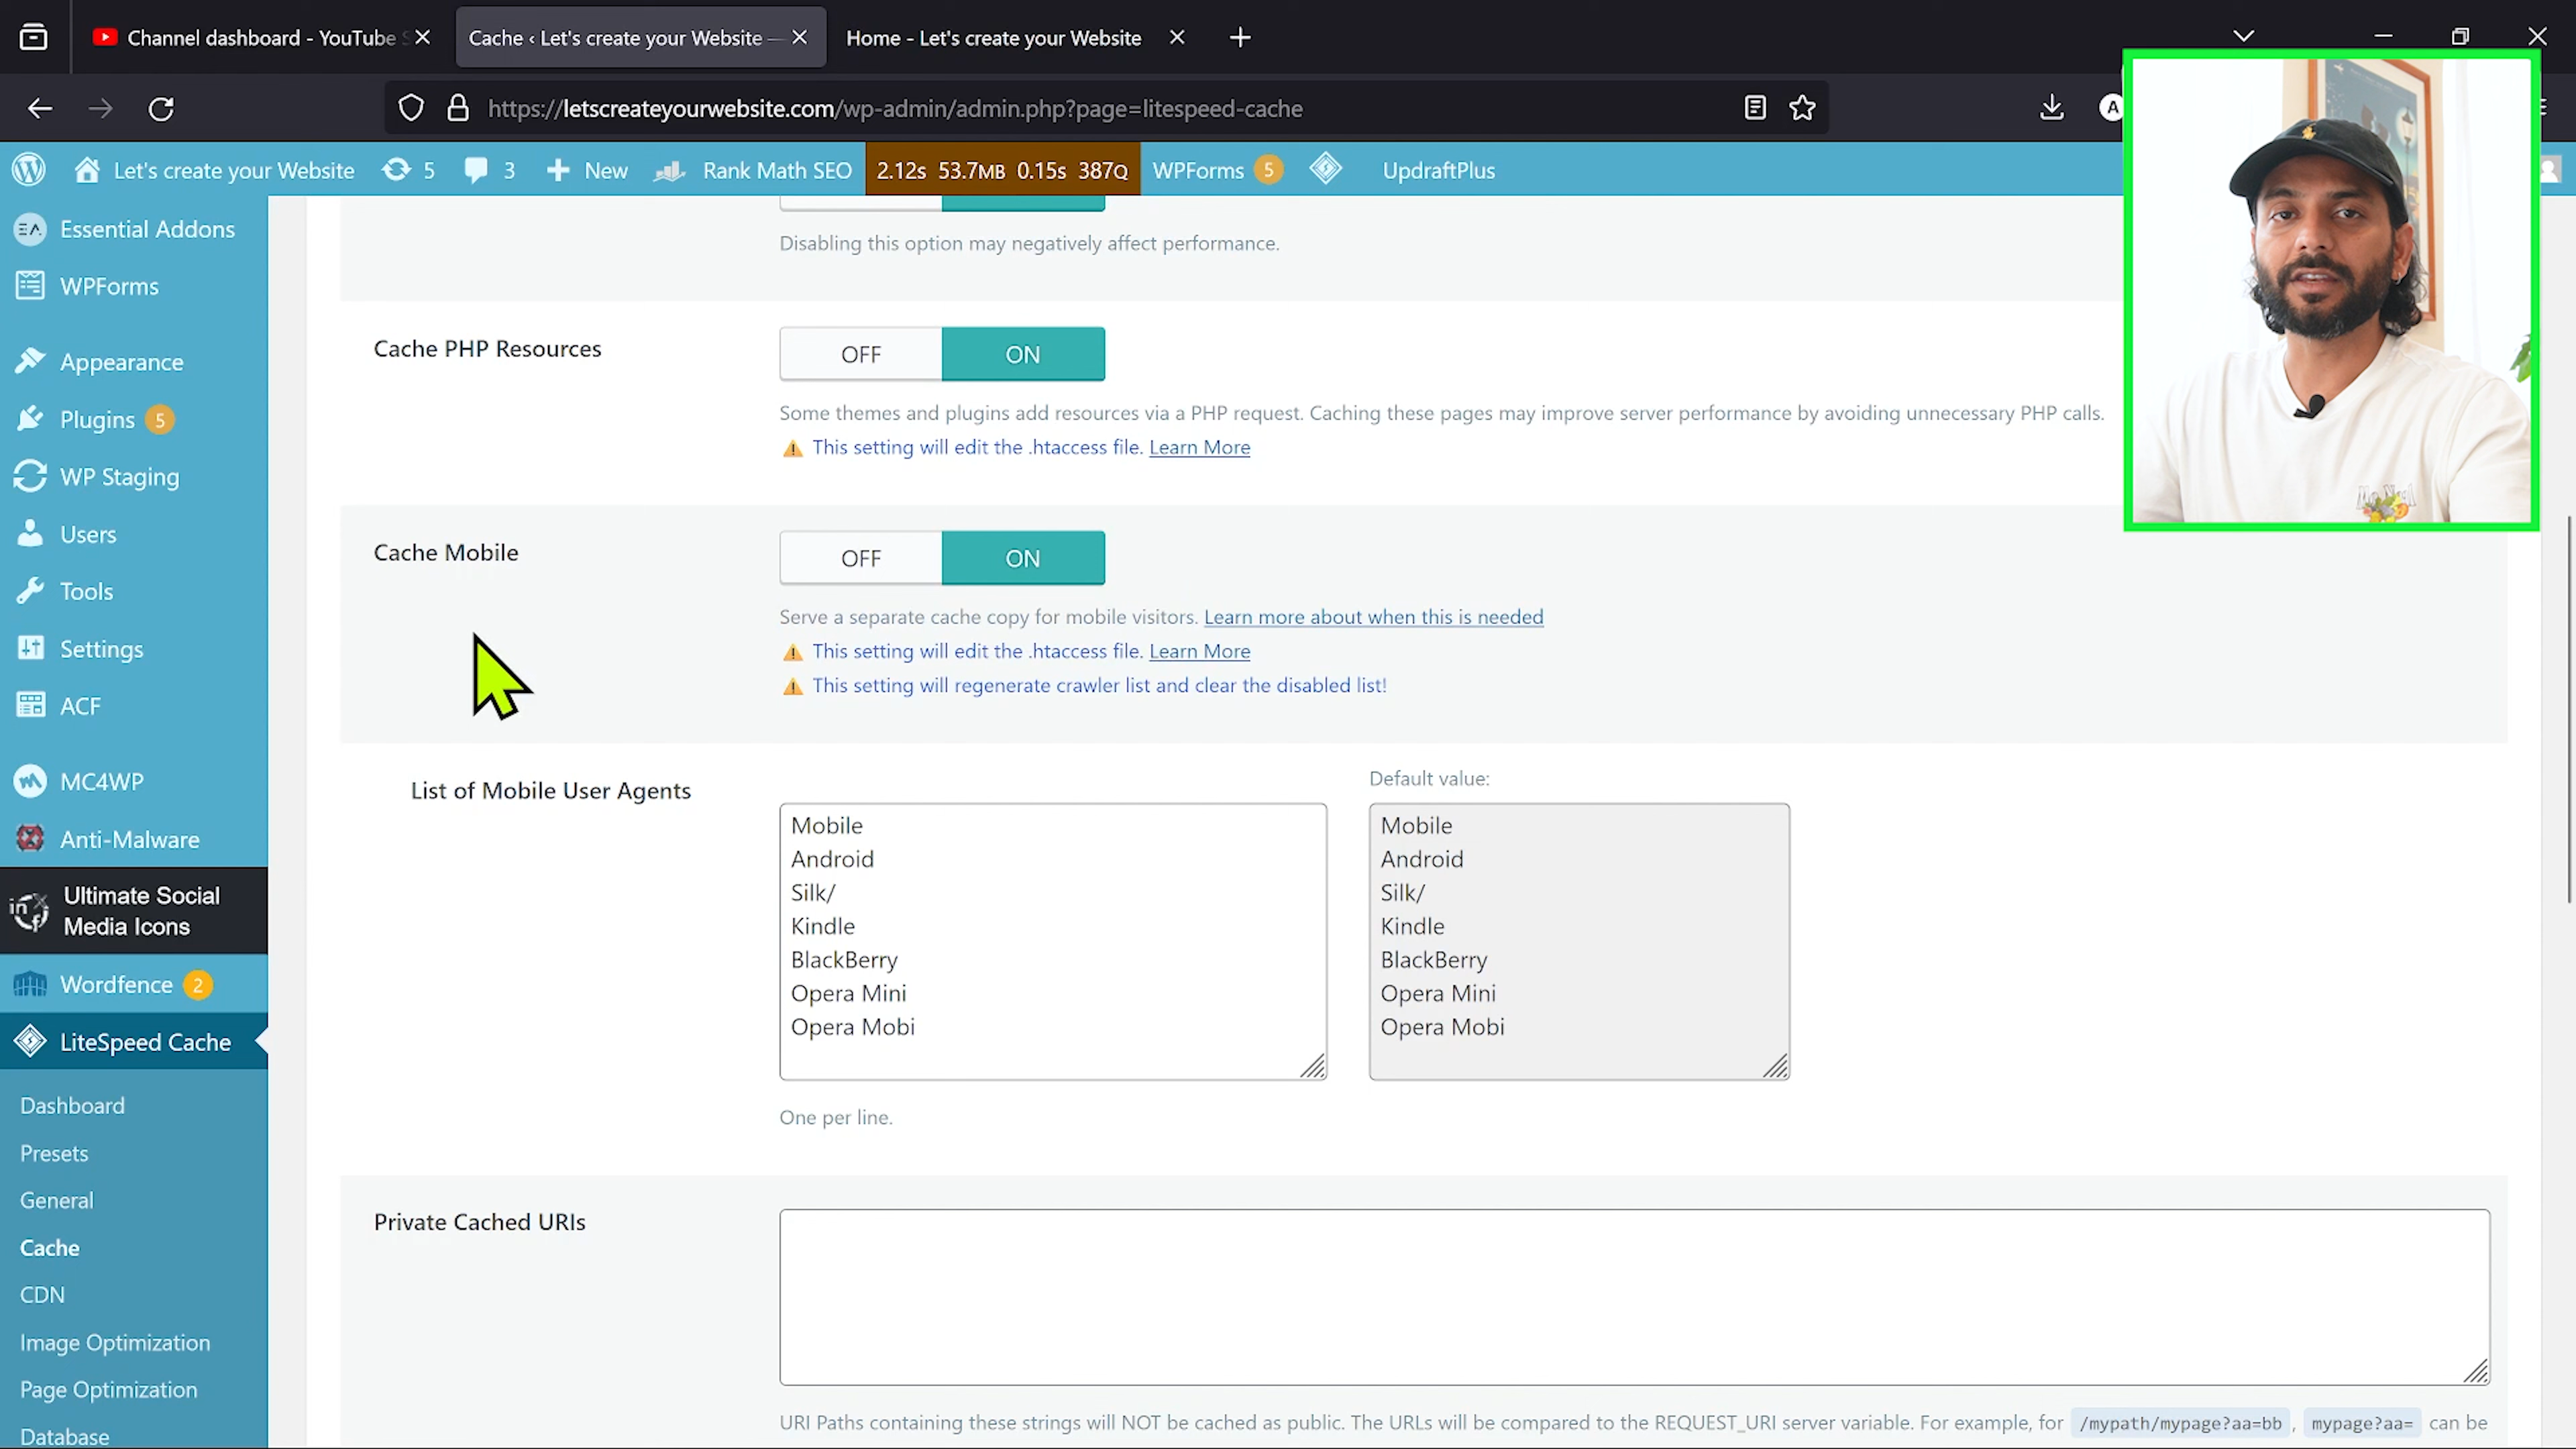 Channel dashboard - YouTube S
Cache ‹ Let's create your Website —
Home - Let's create your Website
https://letscreateyourwebsite.com/wp-admin/admin.php?page=litespeed-cache
A
Let's create your Website
5
3
New
Rank Math SEO
2.12s 53.7MB 0.15s 387Q
WPForms 5
UpdraftPlus
Essential Addons
WPForms
Appearance
Plugins 5
WP Staging
Users
Tools
Settings
ACF
MC4WP
Anti-Malware
Ultimate Social
Media Icons
Wordfence 2
LiteSpeed Cache
Dashboard
Presets
General
Cache
CDN
Image Optimization
Page Optimization
Database
Disabling this option may negatively affect performance.
Cache PHP Resources
OFF ON
Some themes and plugins add resources via a PHP request. Caching these pages may improve server performance by avoiding unnecessary PHP calls.
This setting will edit the .htaccess file. Learn More
Cache Mobile
OFF ON
Serve a separate cache copy for mobile visitors. Learn more about when this is needed
This setting will edit the .htaccess file. Learn More
This setting will regenerate crawler list and clear the disabled list!
List of Mobile User Agents
Mobile
Android
Silk/
Kindle
BlackBerry
Opera Mini
Opera Mobi
Default value:
Mobile
Android
Silk/
Kindle
BlackBerry
Opera Mini
Opera Mobi
One per line.
Private Cached URIs
URI Paths containing these strings will NOT be cached as public. The URLs will be compared to the REQUEST_URI server variable. For example, for /mypath/mypage?aa=bb, mypage?aa= can be